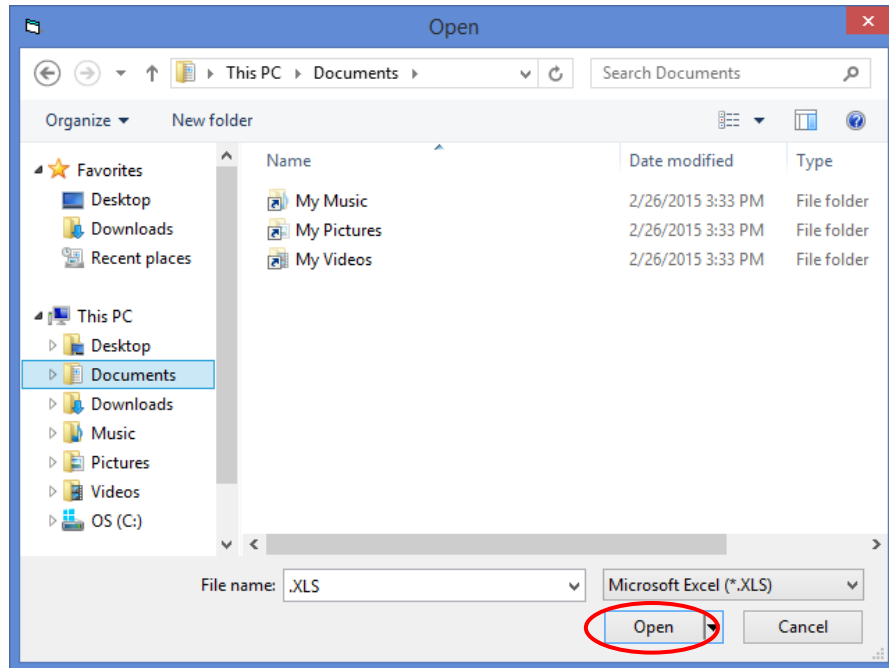 Open
This PC Documents Search Documents
Organize New folder
Name Date modified Type
Favorites
Desktop
Downloads
Recent places
This PC
Desktop
Documents
Downloads
Music
Pictures
Videos
OS (C:)
My Music 2/26/2015 3:33 PM File folder
My Pictures 2/26/2015 3:33 PM File folder
My Videos 2/26/2015 3:33 PM File folder
File name: .XLS Microsoft Excel (*.XLS)
Open Cancel